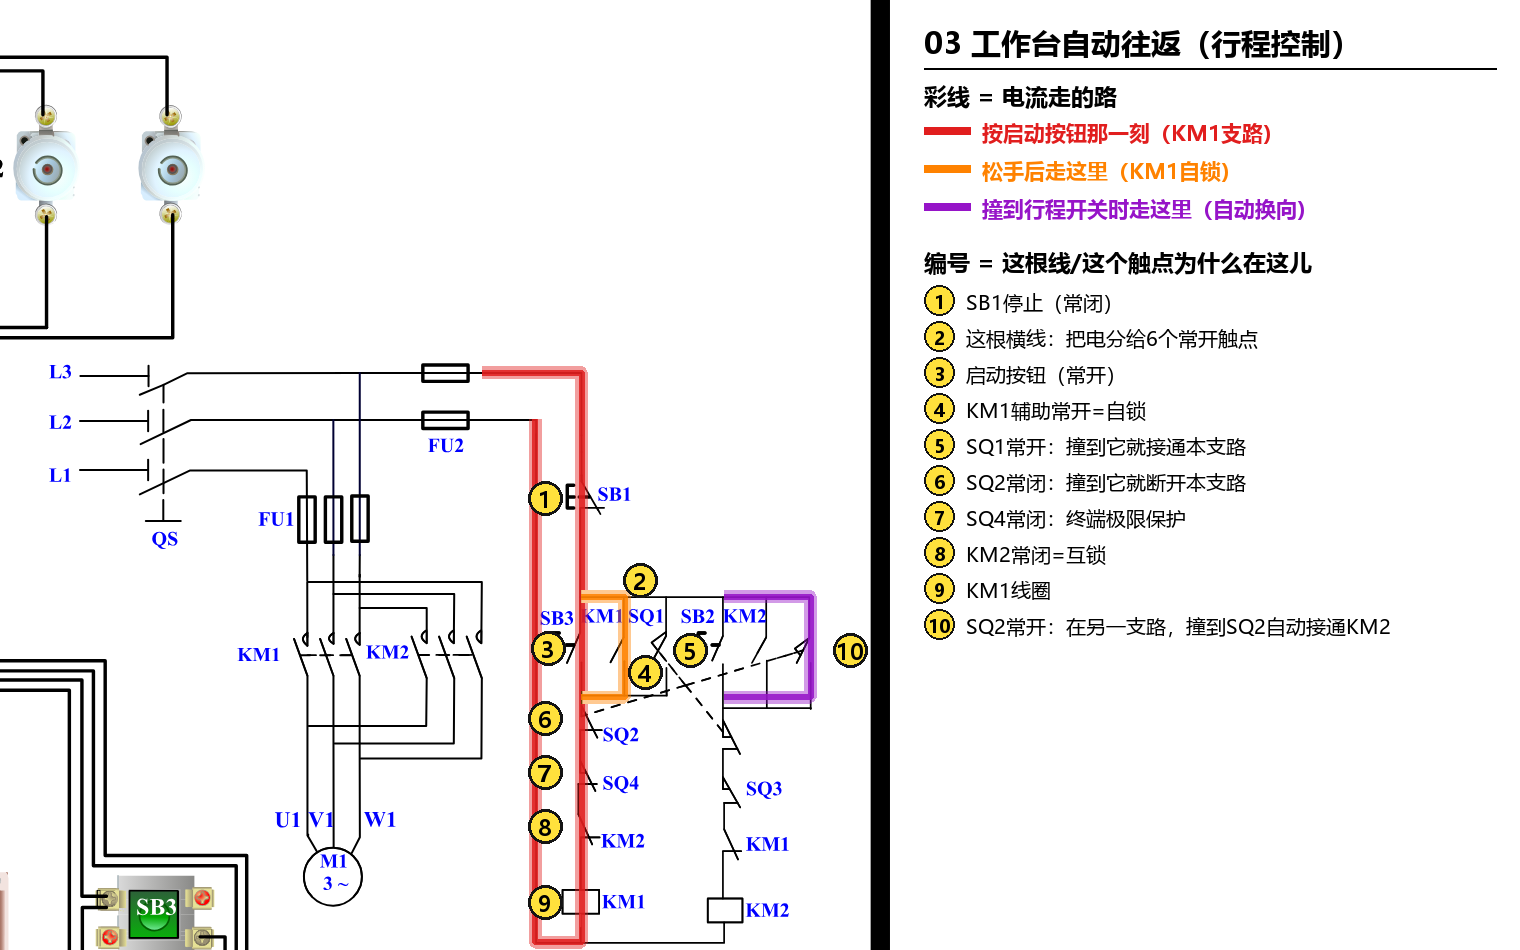 2
L3
L2
L1
QS
FU2
FU1
1
SB1
2
SB3
KM1
SQ1
SB2
KM2
3
4
5
10
KM1
KM2
6
SQ2
7
SQ4
SQ3
8
KM2
KM1
U1
V1
W1
M1
3 ~
9
KM1
KM2
SB3
03 工作台自动往返（行程控制）
彩线 = 电流走的路
按启动按钮那一刻（KM1支路）
松手后走这里（KM1自锁）
撞到行程开关时走这里（自动换向）
编号 = 这根线/这个触点为什么在这儿
1 SB1停止（常闭）
2 这根横线：把电分给6个常开触点
3 启动按钮（常开）
4 KM1辅助常开=自锁
5 SQ1常开：撞到它就接通本支路
6 SQ2常闭：撞到它就断开本支路
7 SQ4常闭：终端极限保护
8 KM2常闭=互锁
9 KM1线圈
10 SQ2常开：在另一支路，撞到SQ2自动接通KM2